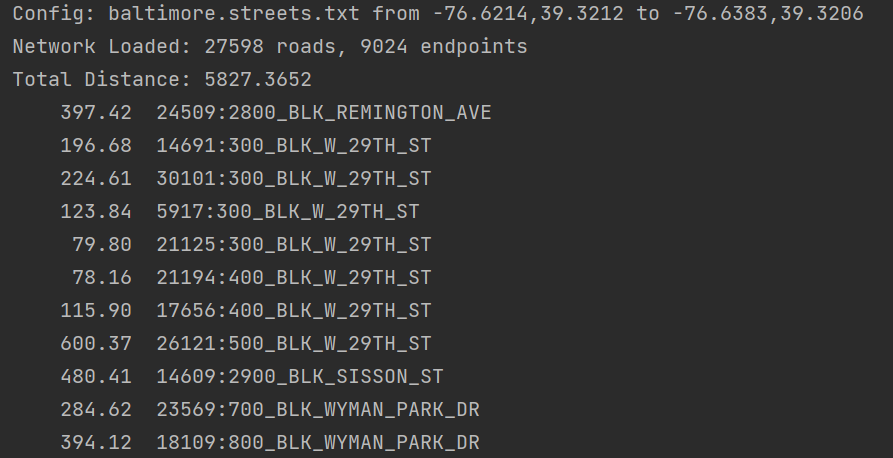 Config: baltimore.streets.txt from -76.6214,39.3212 to -76.6383,39.3206
Network Loaded: 27598 roads, 9024 endpoints
Total Distance: 5827.3652
397.42 24509:2800_BLK_REMINGTON_AVE
196.68 14691:300_BLK_W_29TH_ST
224.61 30101:300_BLK_W_29TH_ST
123.84 5917:300_BLK_W_29TH_ST
79.80 21125:300_BLK_W_29TH_ST
78.16 21194:400_BLK_W_29TH_ST
115.90 17656:400_BLK_W_29TH_ST
600.37 26121:500_BLK_W_29TH_ST
480.41 14609:2900_BLK_SISSON_ST
284.62 23569:700_BLK_WYMAN_PARK_DR
394.12 18109:800_BLK_WYMAN_PARK_DR